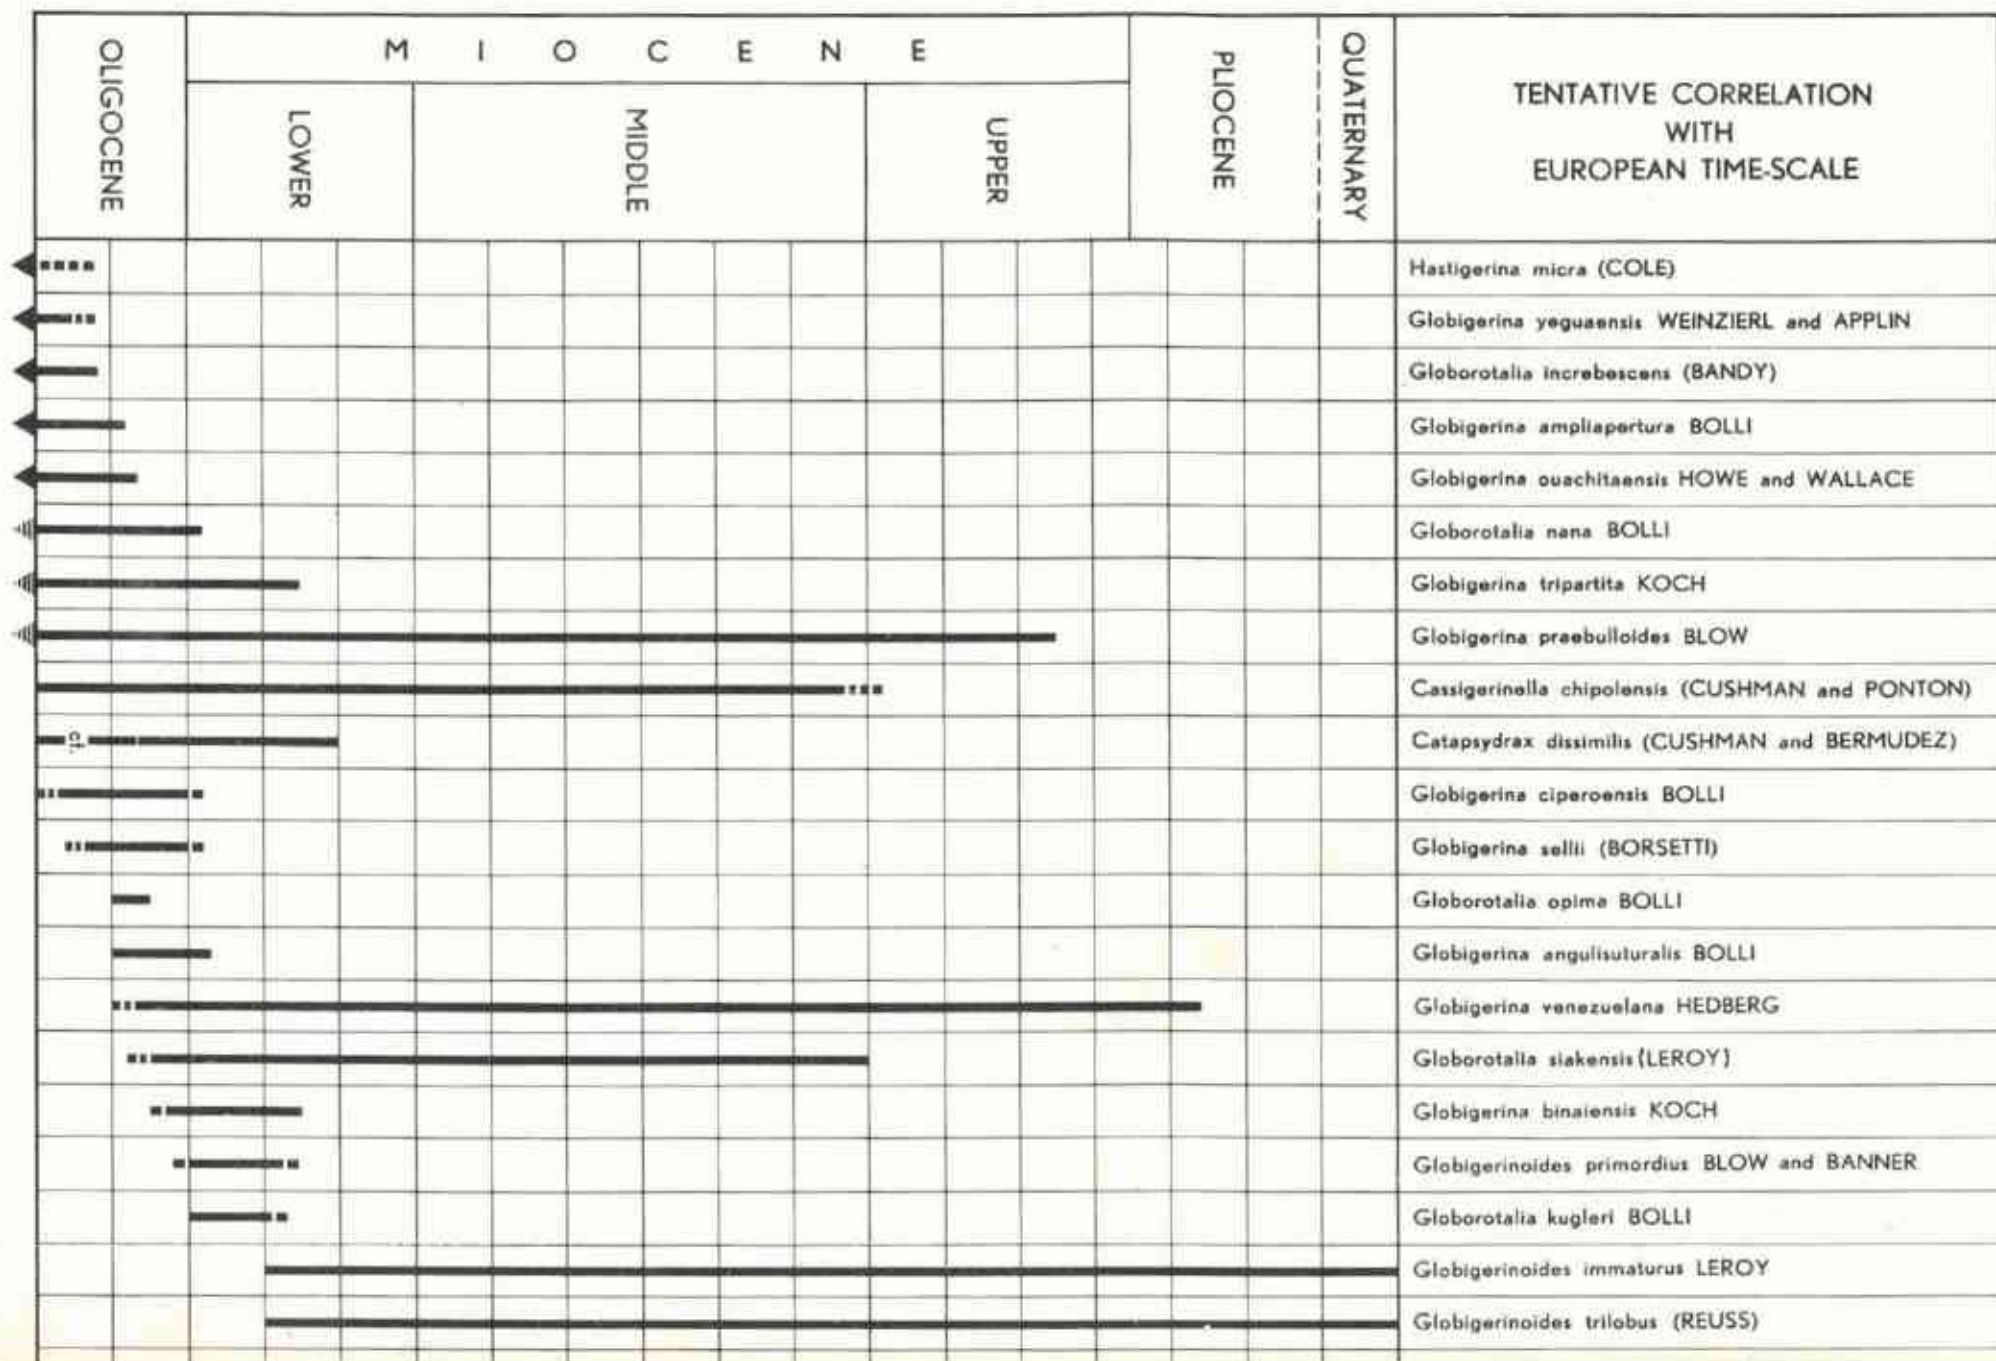 OLIGOCENE
MIOCENE
LOWER
MIDDLE
UPPER
PLIOCENE
QUATERNARY
TENTATIVE CORRELATION
WITH
EUROPEAN TIME-SCALE
Hastigerina micra (COLE)
Globigerina yeguaensis WEINZIERL and APPLIN
Globorotalia increbescens (BANDY)
Globigerina ampliapertura BOLLI
Globigerina ouachitaensis HOWE and WALLACE
Globorotalia nana BOLLI
Globigerina tripartita KOCH
Globigerina praebulloides BLOW
Cassigerinella chipolensis (CUSHMAN and PONTON)
cf.
Catapsydrax dissimilis (CUSHMAN and BERMUDEZ)
Globigerina ciperoensis BOLLI
Globigerina sellii (BORSETTI)
Globorotalia opima BOLLI
Globigerina angulisuturalis BOLLI
Globigerina venezuelana HEDBERG
Globorotalia siakensis (LEROY)
Globigerina binaiensis KOCH
Globigerinoides primordius BLOW and BANNER
Globorotalia kugleri BOLLI
Globigerinoides immaturus LEROY
Globigerinoides trilobus (REUSS)